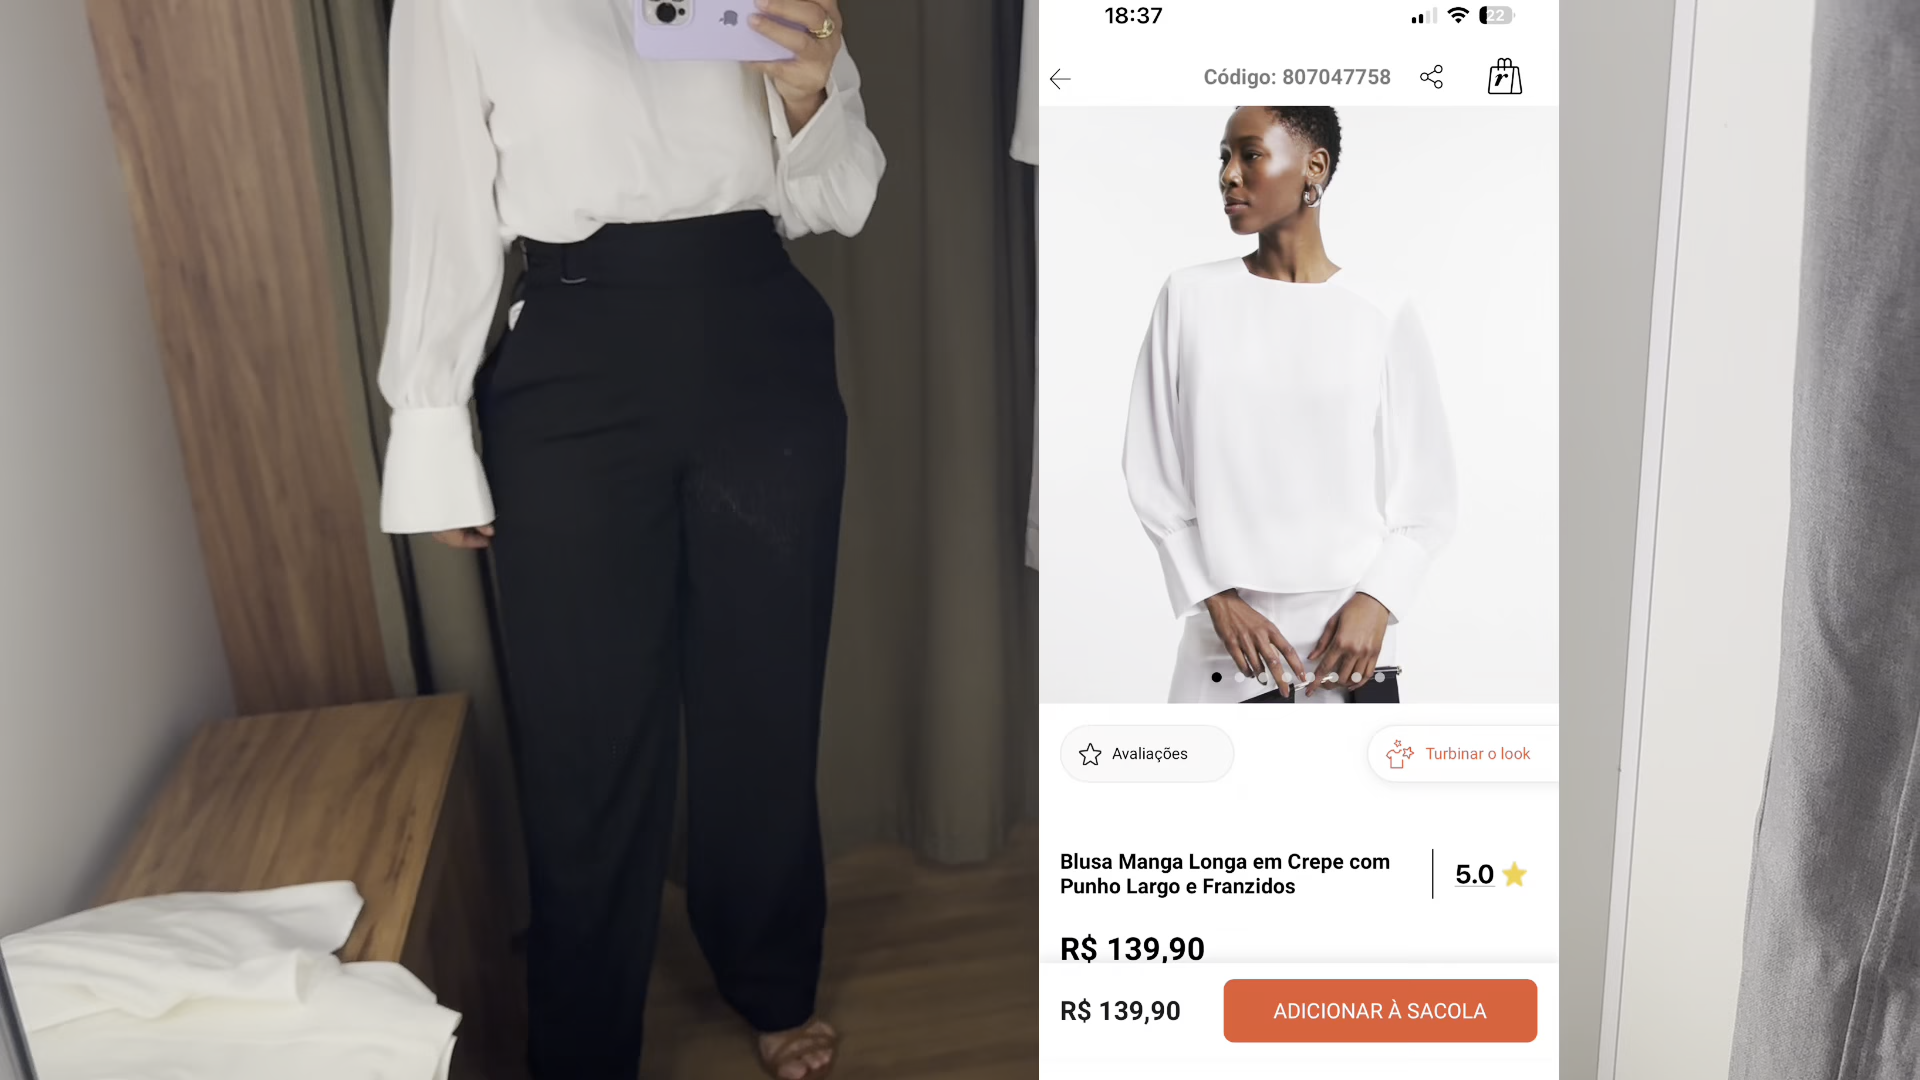 18:37
22
Código: 807047758
r
Avaliações
Turbinar o look
Blusa Manga Longa em Crepe com
Punho Largo e Franzidos
5.0
R$ 139,90
R$ 139,90
ADICIONAR À SACOLA